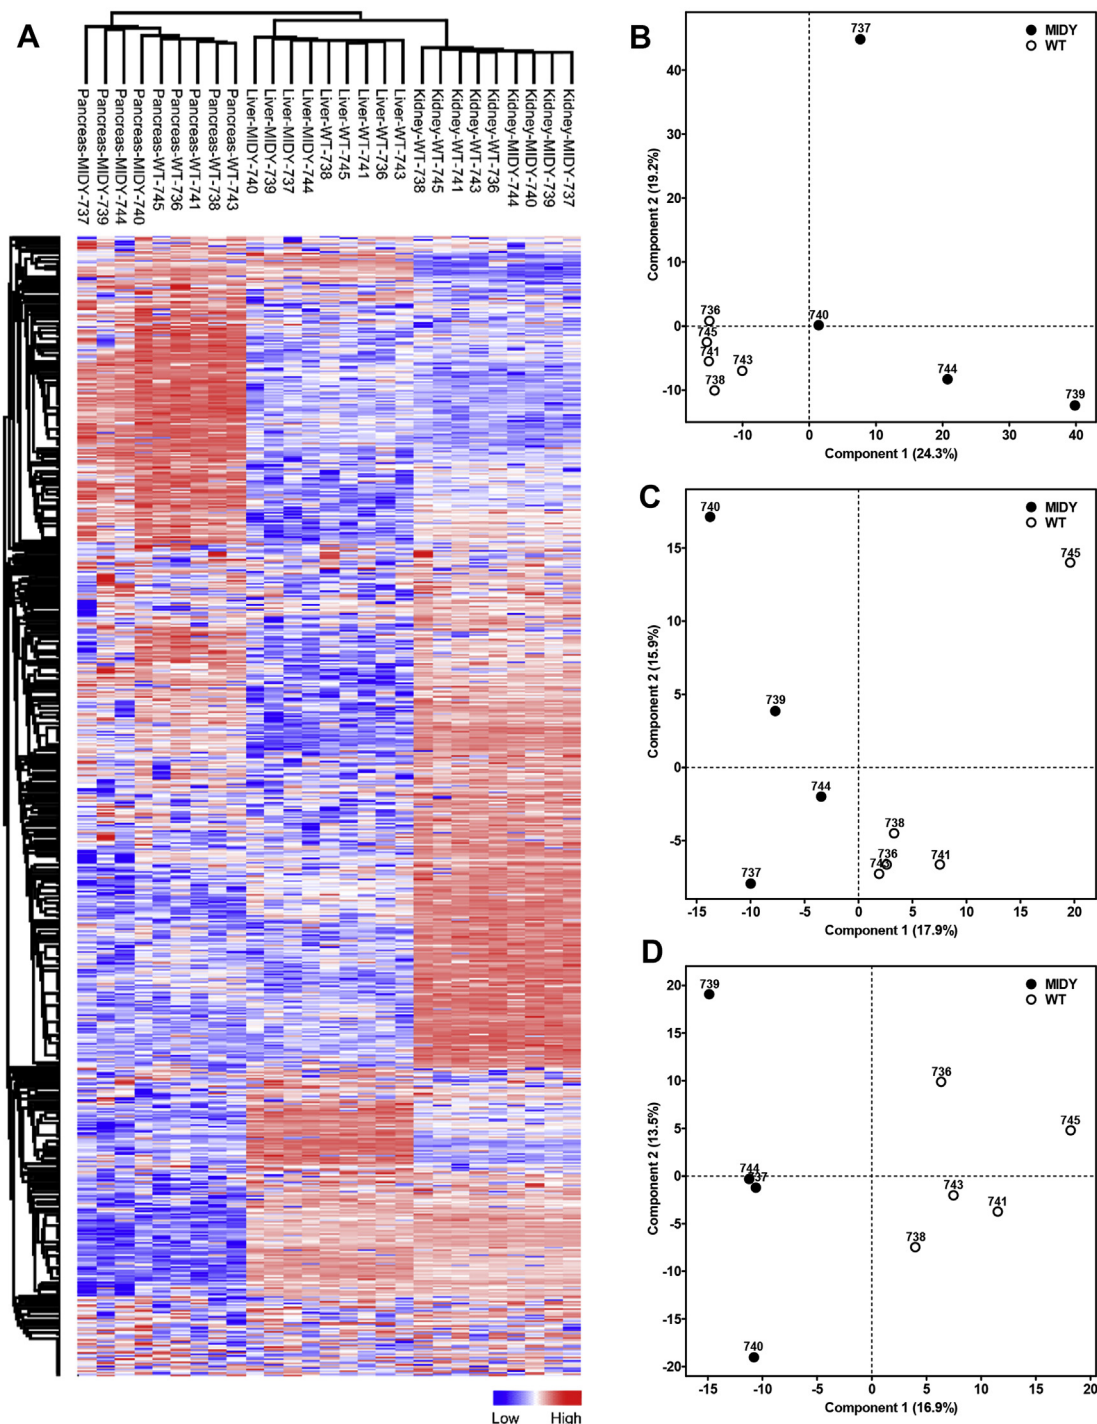 A
Pancreas-MIDY-737
Pancreas-MIDY-739
Pancreas-MIDY-744
Pancreas-MIDY-740
Pancreas-WT-745
Pancreas-WT-736
Pancreas-WT-741
Pancreas-WT-738
Pancreas-WT-743
Liver-MIDY-740
Liver-MIDY-739
Liver-MIDY-737
Liver-MIDY-744
Liver-WT-738
Liver-WT-745
Liver-WT-741
Liver-WT-736
Liver-WT-743
Kidney-WT-738
Kidney-WT-745
Kidney-WT-741
Kidney-WT-743
Kidney-WT-736
Kidney-MIDY-744
Kidney-MIDY-740
Kidney-MIDY-739
Kidney-MIDY-737
Low High
B
MIDY
WT
737
740
736
745
741
743
738
744
739
40
30
20
10
0
-10
Component 2 (19.2%)
-10 0 10 20 30 40
Component 1 (24.3%)
C
MIDY
WT
740
745
739
744
738
736
741
737
15
10
5
0
-5
Component 2 (15.9%)
-15 -10 -5 0 5 10 15 20
Component 1 (17.9%)
D
MIDY
WT
739
736
745
744
743
741
738
740
20
15
10
5
0
-5
-10
-15
-20
Component 2 (13.5%)
-15 -10 -5 0 5 10 15 20
Component 1 (16.9%)